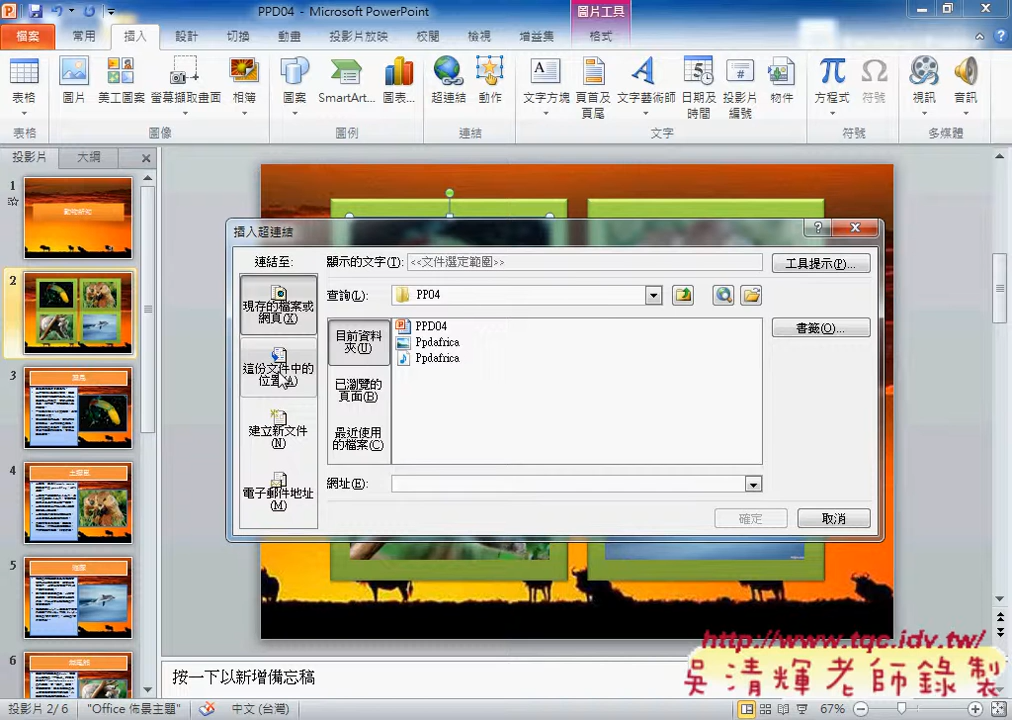 PPD04 - Microsoft PowerPoint
圖片工具
檔案
常用
插入
設計
切換
動畫
投影片放映
校閱
檢視
增益集
格式
表格
圖片
美工圖案
螢幕擷取畫面
相簿
圖案
SmartArt...
圖表...
超連結
動作
文字方塊
頁首及
頁尾
文字藝術師
日期及
時間
投影片
編號
物件
方程式
符號
視訊
音訊
表格
圖像
圖例
連結
文字
符號
多媒體
投影片
大綱
1
2
3
4
5
6
插入超連結
連結至:
顯示的文字(T):
<<文件選定範圍>>
工具提示(P)...
現存的檔案或
網頁(X)
查詢(L):
PP04
這份文件中的
位置(A)
目前資料
夾(U)
PPD04
Ppdafrica
Ppdafrica
書籤(O)...
已瀏覽的
頁面(B)
建立新文件
(N)
最近使用
的檔案(C)
電子郵件地址
(M)
網址(E):
確定
取消
http://www.tqc.idv.tw/
吳清輝老師錄製
按一下以新增備忘稿
投影片 2/6
"Office 佈景主題"
中文 (台灣)
67%